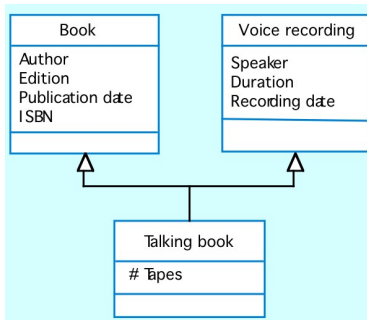 Book
Author
Edition
Publication date
ISBN
Voice recording
Speaker
Duration
Recording date
Talking book
# Tapes